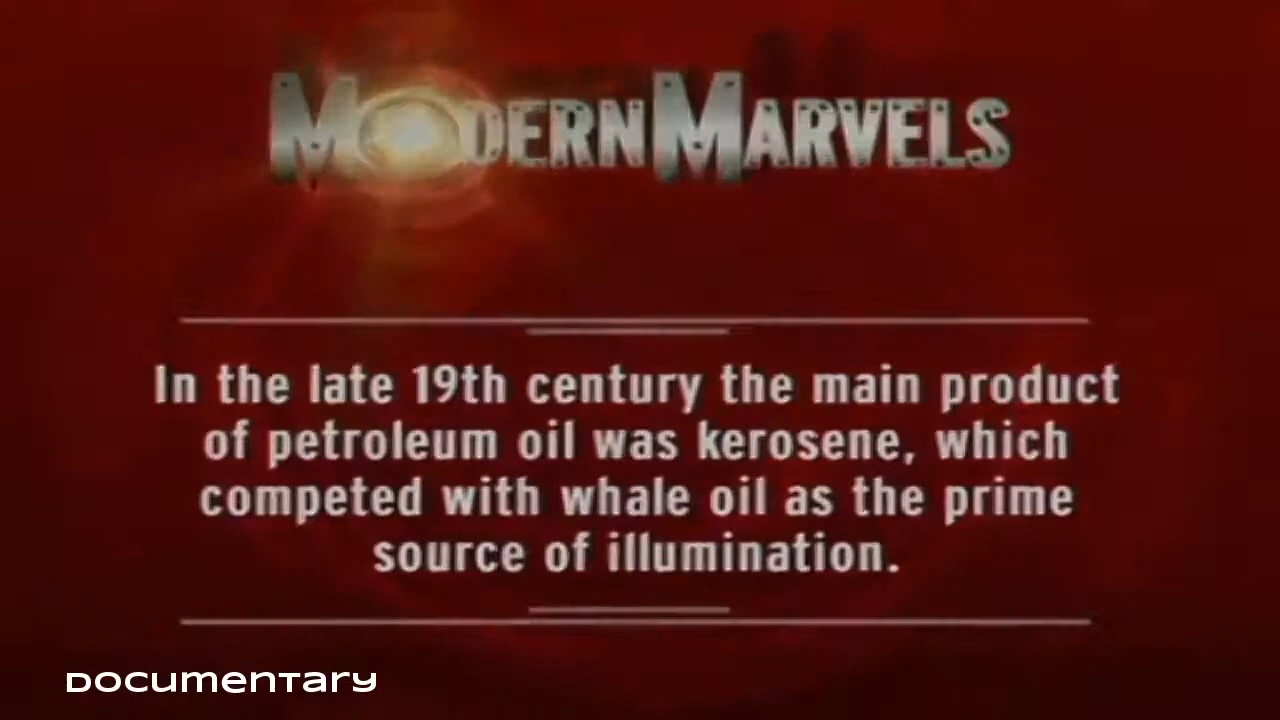 MODERN MARVELS
In the late 19th century the main product
of petroleum oil was kerosene, which
competed with whale oil as the prime
source of illumination.
DOCUMENTARY